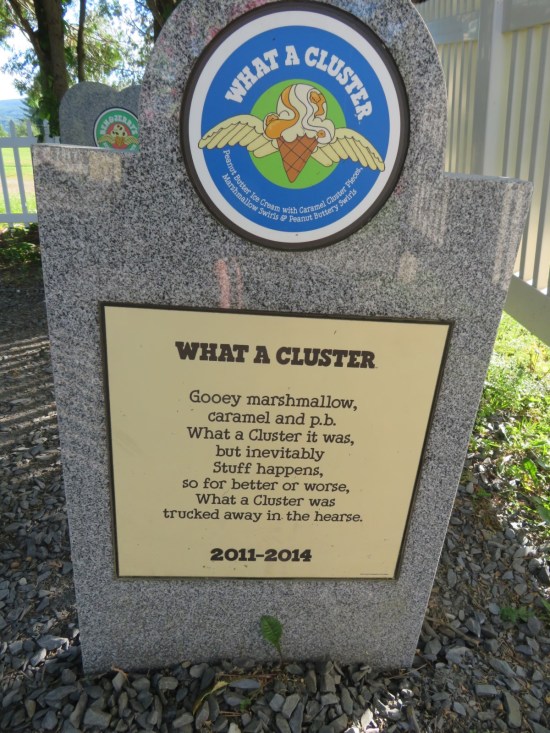 WHAT A CLUSTER
Peanut Butter Ice Cream with Caramel Cluster Pieces,
Marshmallow Swirls & Peanut Buttery Swirls
WHAT A CLUSTER
Gooey marshmallow,
caramel and p.b.
What a Cluster it was,
but inevitably
Stuff happens,
so for better or worse,
What a Cluster was
trucked away in the hearse.
2011-2014